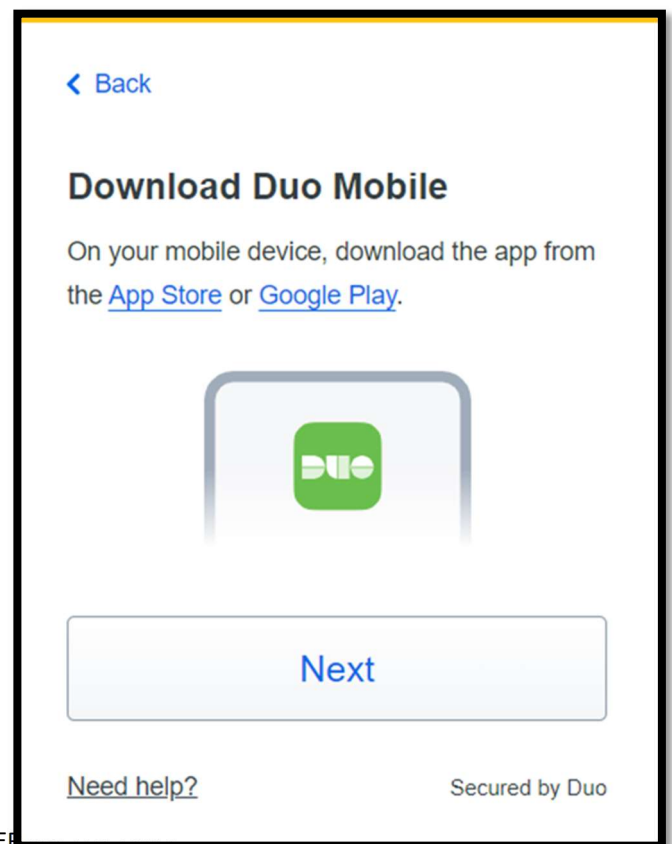 Back
Download Duo Mobile
On your mobile device, download the app from
the App Store or Google Play.
DUO
Next
Need help?
Secured by Duo